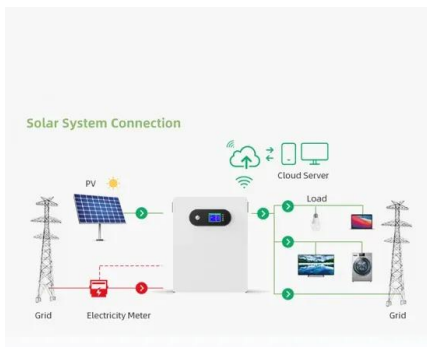 Solar System Connection
Cloud Server
PV
Load
Grid
Electricity Meter
Grid